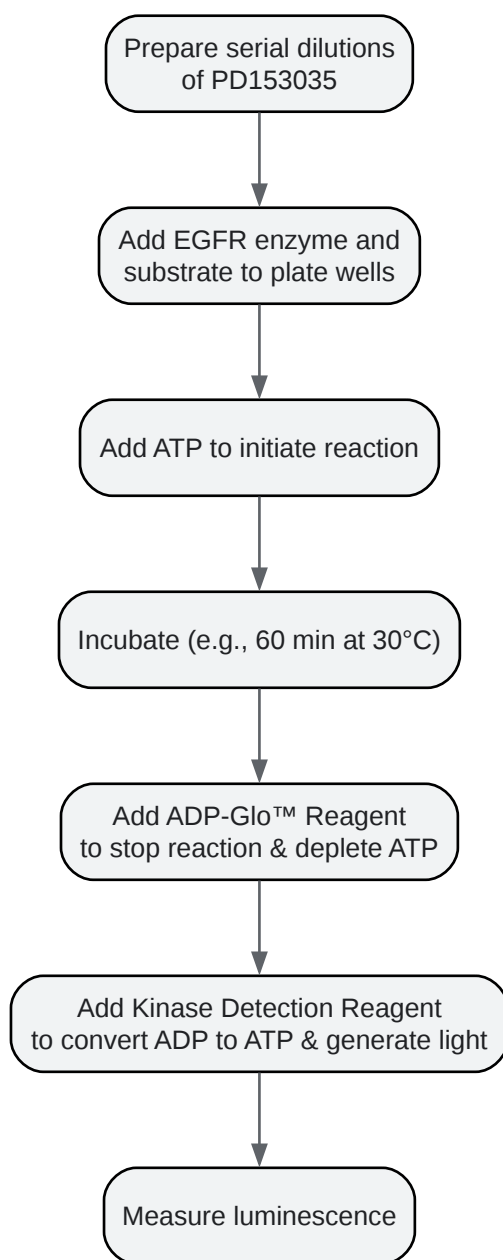 Prepare serial dilutions
of PD153035
Add EGFR enzyme and
substrate to plate wells
Add ATP to initiate reaction
Incubate (e.g., 60 min at 30°C)
Add ADP-Glo™ Reagent
to stop reaction & deplete ATP
Add Kinase Detection Reagent
to convert ADP to ATP & generate light
Measure luminescence